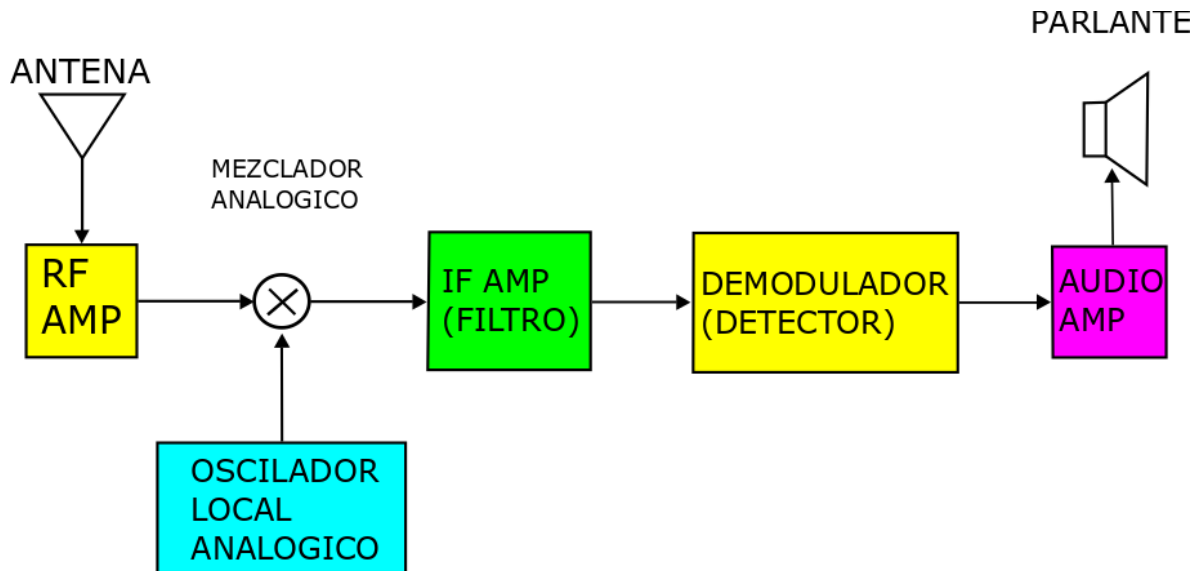 PARLANTE
ANTENA
MEZCLADOR
ANALOGICO
RF
AMP
IF AMP
(FILTRO)
DEMODULADOR
(DETECTOR)
AUDIO
AMP
OSCILADOR
LOCAL
ANALOGICO